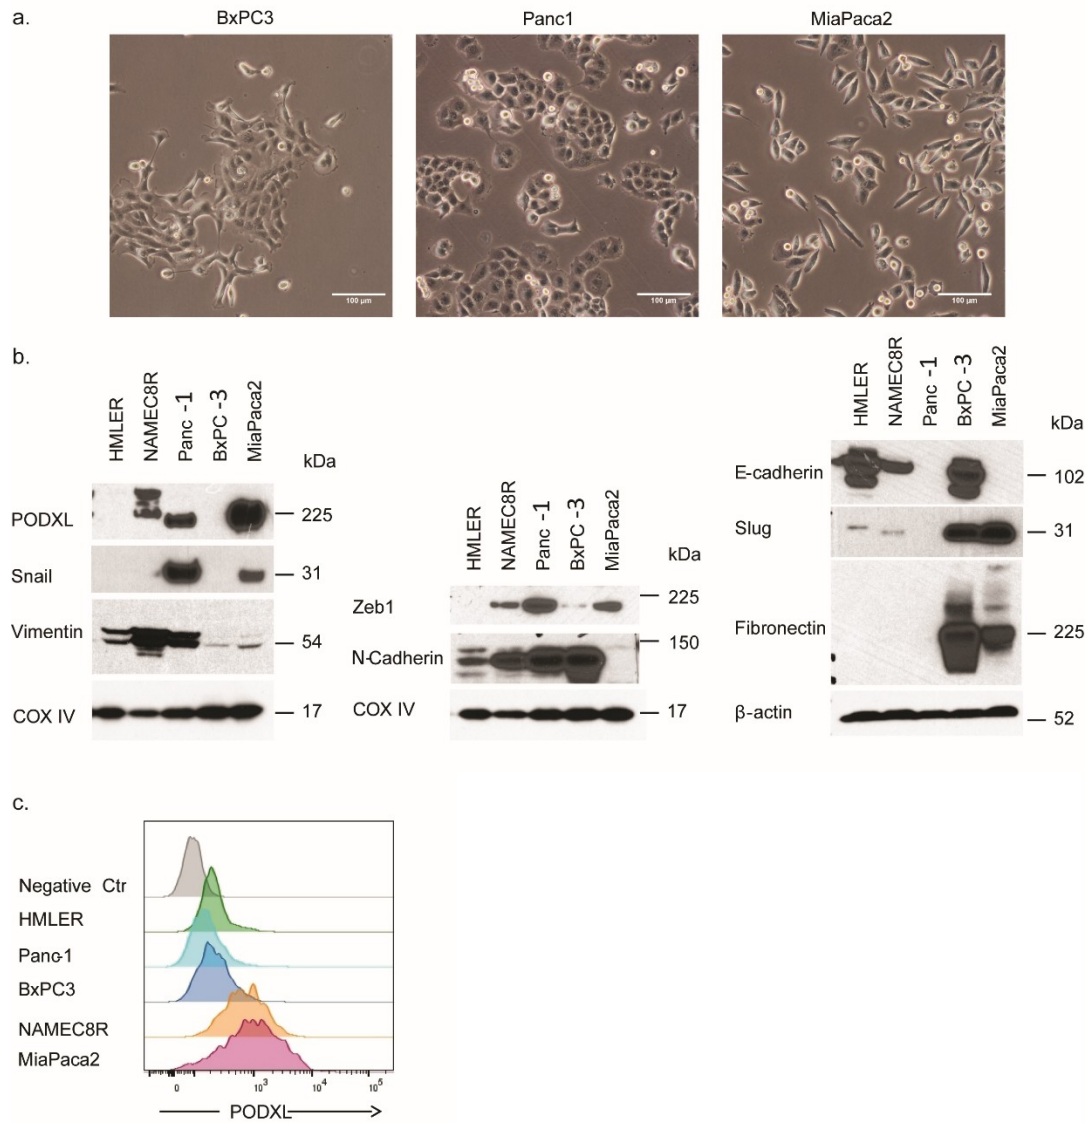 a.
BxPC3 Panc1 MiaPaca2
100 µm 100 µm 100 µm
b.
HMLER NAMEC8R Panc -1 BxPC -3 MiaPaca2
kDa
PODXL 225
Snail 31
Vimentin 54
COX IV 17
HMLER NAMEC8R Panc -1 BxPC -3 MiaPaca2
kDa
Zeb1 225
N-Cadherin 150
COX IV 17
HMLER NAMEC8R Panc -1 BxPC -3 MiaPaca2
kDa
E-cadherin 102
Slug 31
Fibronectin 225
β-actin 52
c.
Negative Ctr
HMLER
Panc-1
BxPC3
NAMEC8R
MiaPaca2
0 10³ 10⁴ 10⁵
PODXL